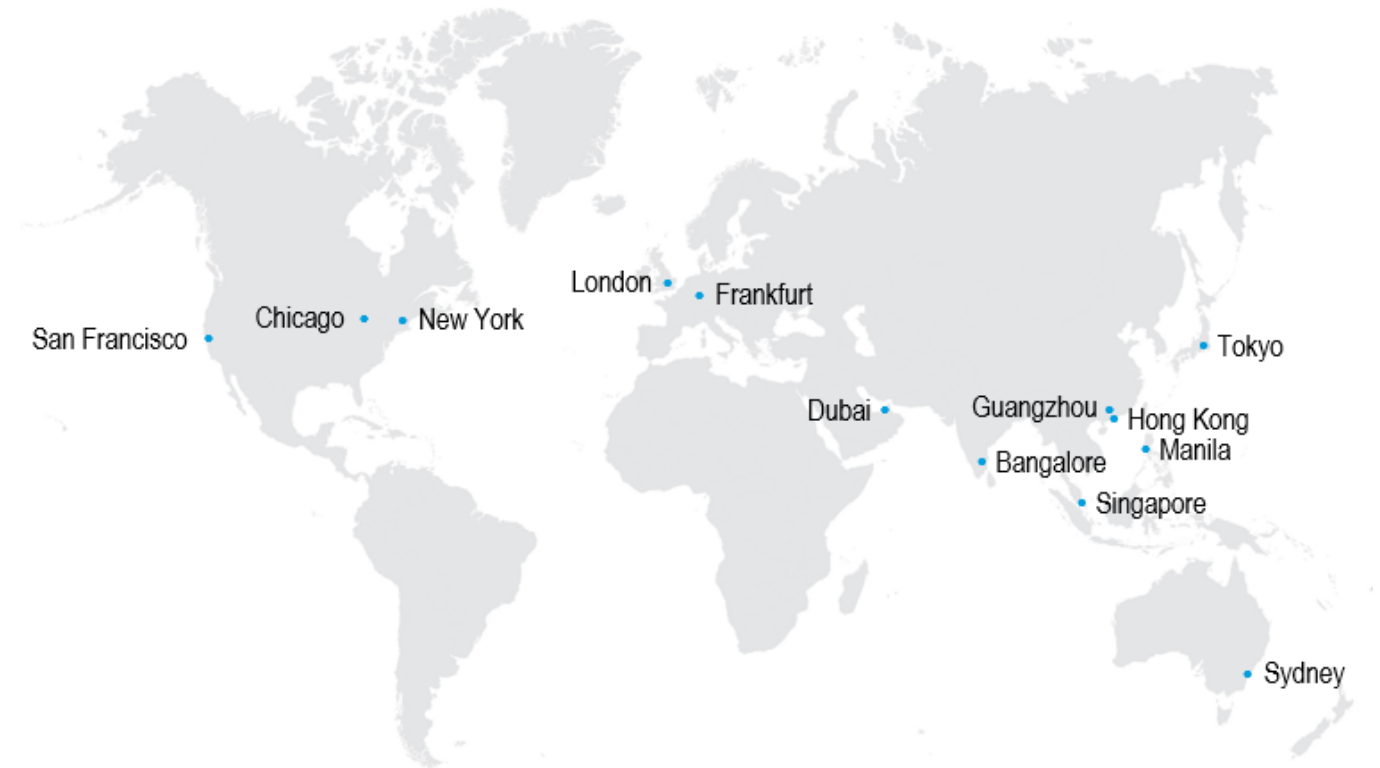 London
Frankfurt
Chicago
New York
San Francisco
Tokyo
Dubai
Guangzhou
Hong Kong
Manila
Bangalore
Singapore
Sydney